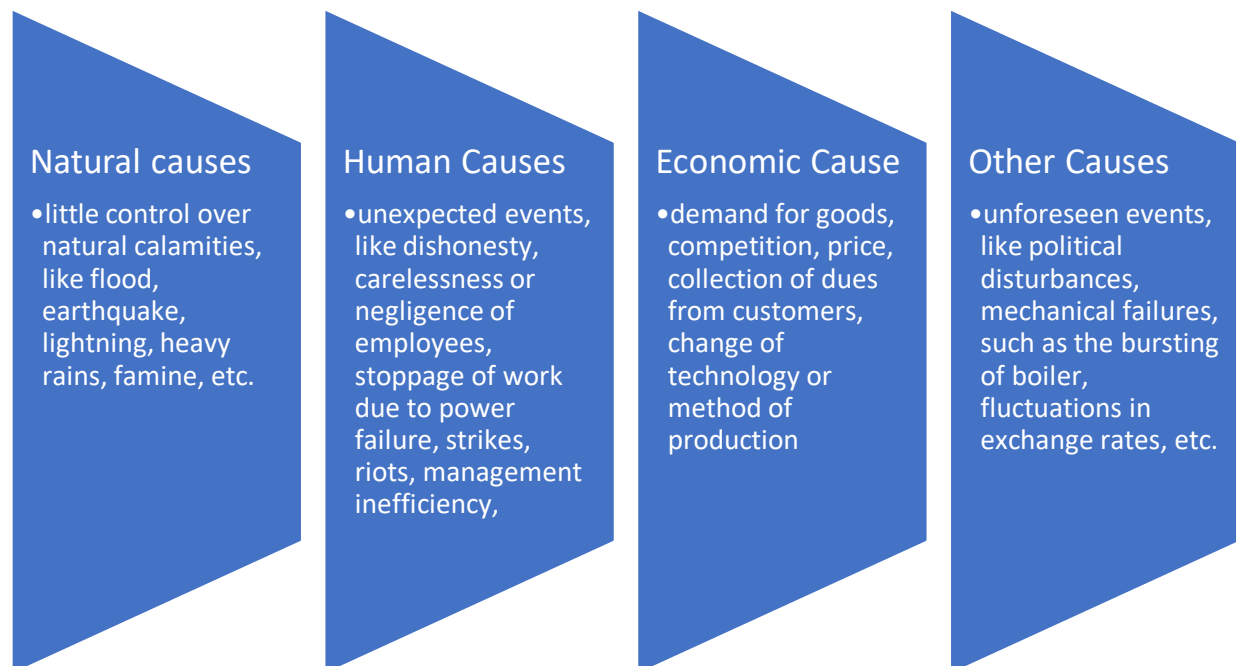 Natural causes
•little control over
natural calamities,
like flood,
earthquake,
lightning, heavy
rains, famine, etc.
Human Causes
•unexpected events,
like dishonesty,
carelessness or
negligence of
employees,
stoppage of work
due to power
failure, strikes,
riots, management
inefficiency,
Economic Cause
•demand for goods,
competition, price,
collection of dues
from customers,
change of
technology or
method of
production
Other Causes
•unforeseen events,
like political
disturbances,
mechanical failures,
such as the bursting
of boiler,
fluctuations in
exchange rates, etc.